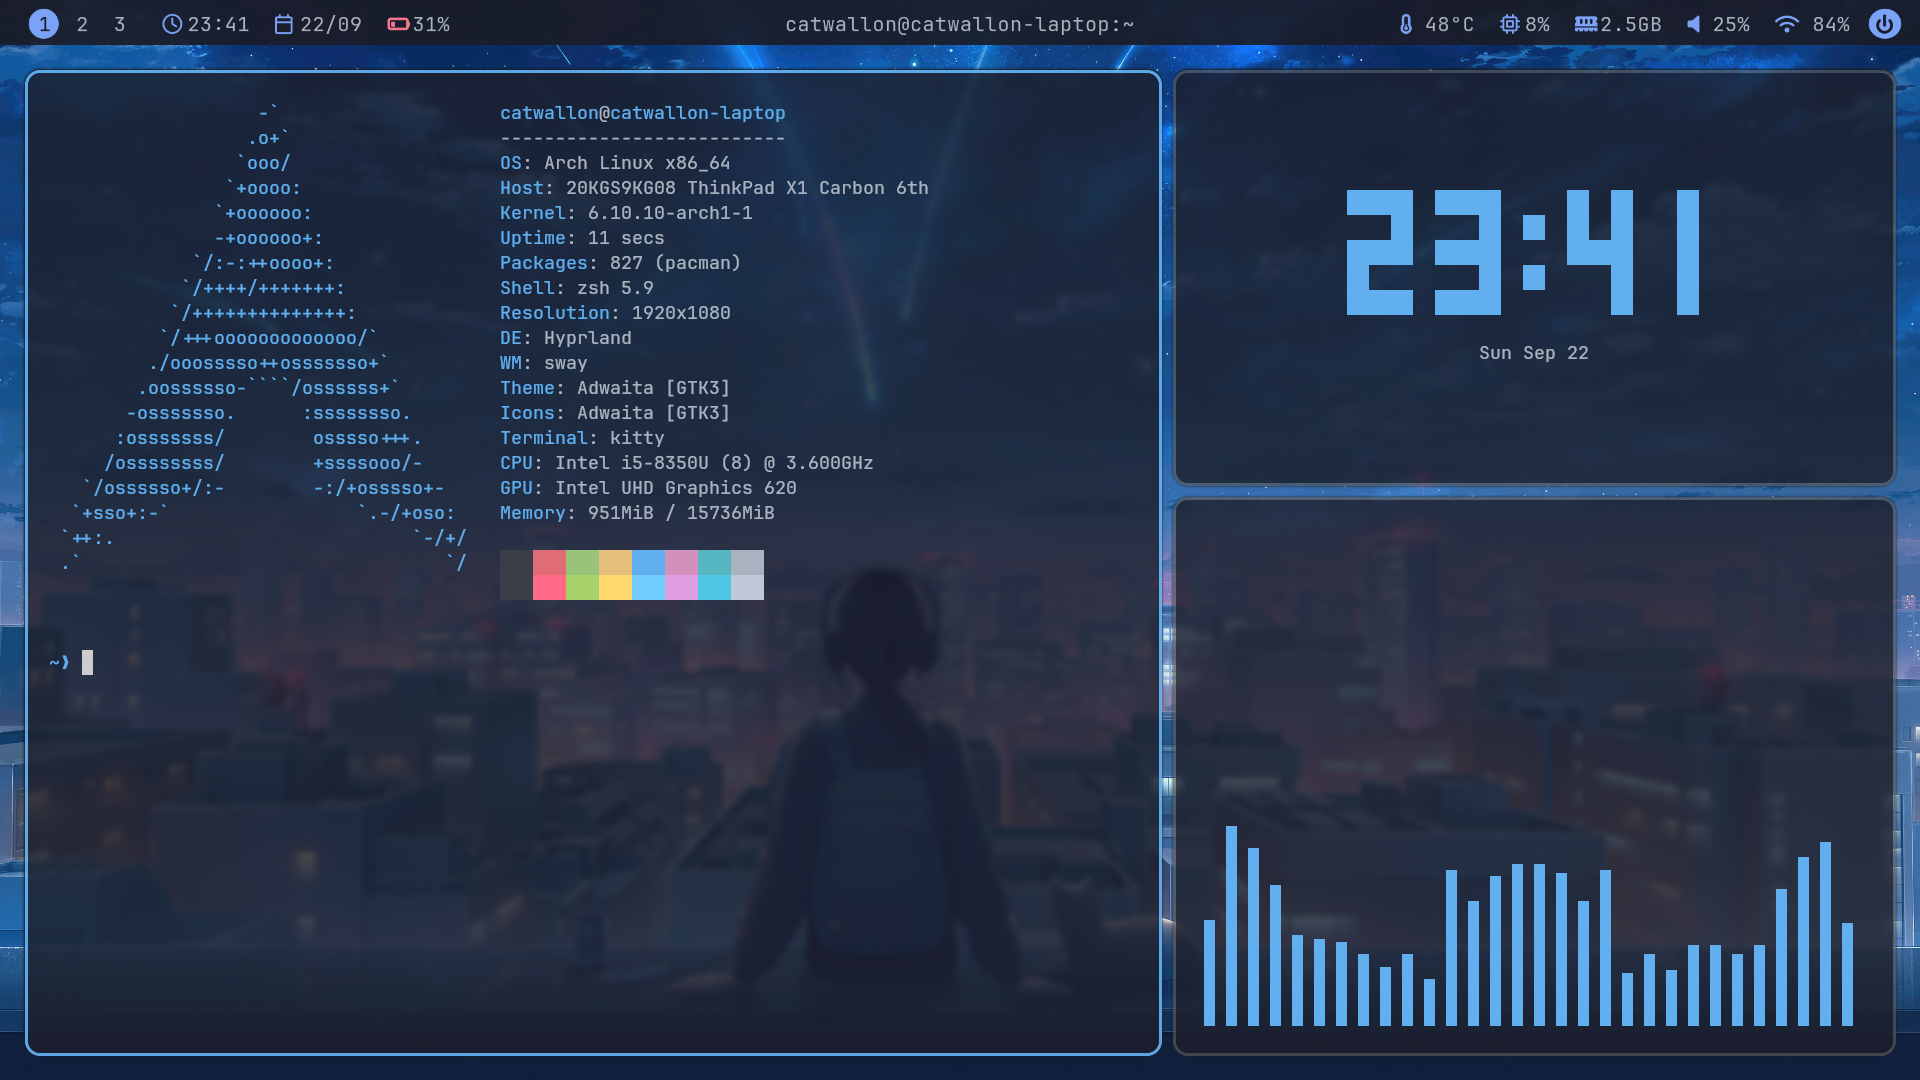 1 2 3 23:41 22/09 31% catwallon@catwallon-laptop:~ 48°C 8% 2.5GB 25% 84%
                   -`
                  .o+`
                 `ooo/
                `+oooo:
               `+oooooo:
               -+oooooo+:
             `/:-:++oooo+:
            `/++++/+++++++:
           `/++++++++++++++:
          `/+++ooooooooooooo/`
         ./ooosssso++osssssso+`
        .oossssso-````/ossssss+`
       -osssssso.      :ssssssso.
      :osssssss/        osssso+++.
     /ossssssss/        +ssssooo/-
   `/ossssso+/:-        -:/+osssso+-
  `+sso+:-`                 `.-/+oso:
 `++:.                           `-/+/
 .`                                 `/
catwallon@catwallon-laptop
--------------------------
OS: Arch Linux x86_64
Host: 20KGS9KG08 ThinkPad X1 Carbon 6th
Kernel: 6.10.10-arch1-1
Uptime: 11 secs
Packages: 827 (pacman)
Shell: zsh 5.9
Resolution: 1920x1080
DE: Hyprland
WM: sway
Theme: Adwaita [GTK3]
Icons: Adwaita [GTK3]
Terminal: kitty
CPU: Intel i5-8350U (8) @ 3.600GHz
GPU: Intel UHD Graphics 620
Memory: 951MiB / 15736MiB
~❯
23:41
Sun Sep 22